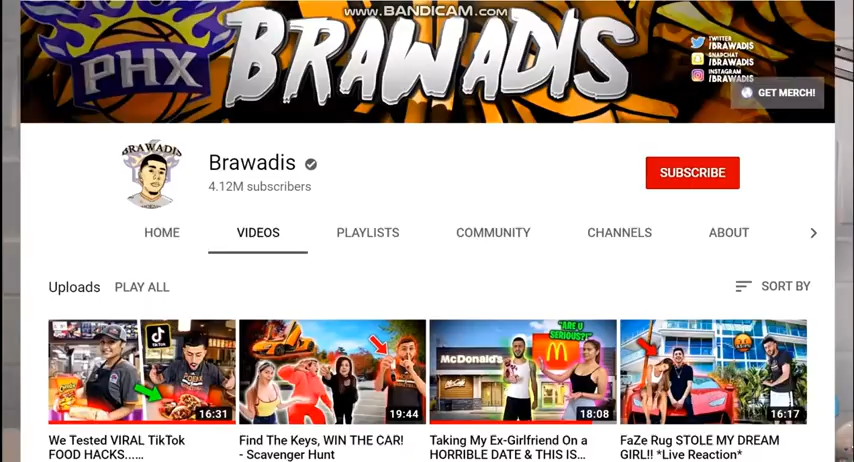 WWW.BANDICAM.COM
PHX
BRAWADIS
TWITTER
/BRAWADIS
SNAPCHAT
/BRAWADIS
INSTAGRAM
/BRAWADIS
GET MERCH!
BRAWADIS
Brawadis
4.12M subscribers
SUBSCRIBE
HOME VIDEOS PLAYLISTS COMMUNITY CHANNELS ABOUT
Uploads PLAY ALL SORT BY
TikTok
"ARE U
SERIOUS?!"
McDonald's
16:31 19:44 18:08 16:17
We Tested VIRAL TikTok
FOOD HACKS......
Find The Keys, WIN THE CAR!
- Scavenger Hunt
Taking My Ex-Girlfriend On a
HORRIBLE DATE & THIS IS...
FaZe Rug STOLE MY DREAM
GIRL!! *Live Reaction*